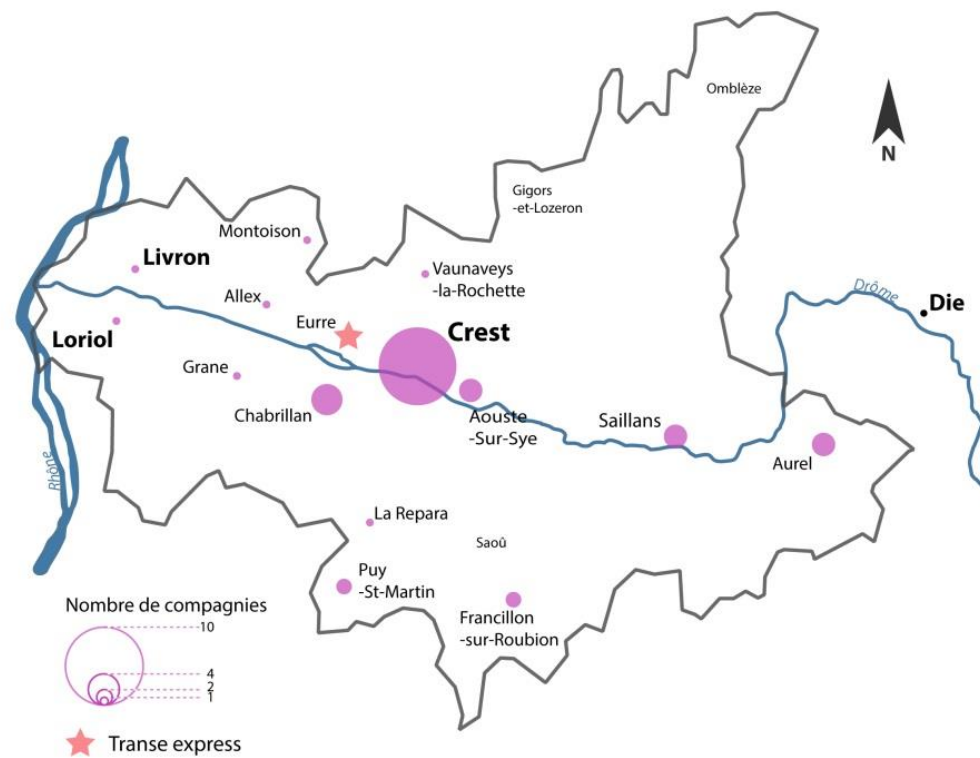 Omblèze
N
Gigors
-et-Lozeron
Montoison
Livron
Vaunaveys
-la-Rochette
Allex
Drôme
Die
Eurre
Crest
Loriol
Grane
Chabrillan
Aouste
-Sur-Sye
Saillans
Aurel
Rhône
La Repara
Saoû
Puy
-St-Martin
Francillon
-sur-Roubion
Nombre de compagnies
10
4
2
1
Transe express